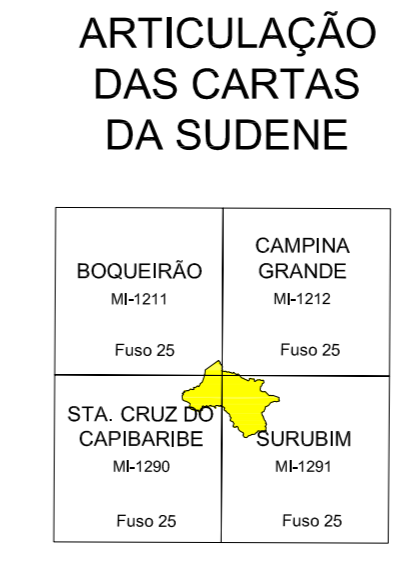 ARTICULAÇÃO
DAS CARTAS
DA SUDENE
BOQUEIRÃO
MI-1211
Fuso 25
CAMPINA
GRANDE
MI-1212
Fuso 25
STA. CRUZ DO
CAPIBARIBE
MI-1290
Fuso 25
SURUBIM
MI-1291
Fuso 25